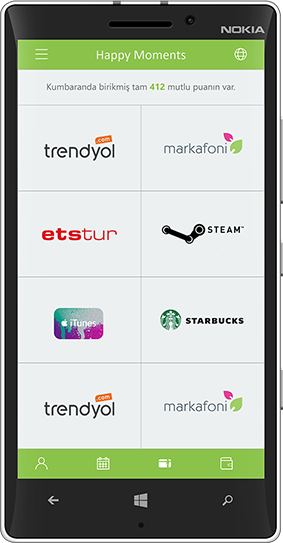 NOKIA
Happy Moments
Kumbaranda birikmiş tam 412 mutlu puanın var.
trendyol.com
markafoni
etstur
STEAM™
iTunes
STARBUCKS
trendyol.com
markafoni